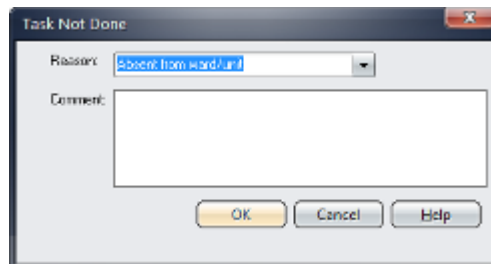 Task Not Done
Reason: Absent from ward/unit
Comment:
OK Cancel Help